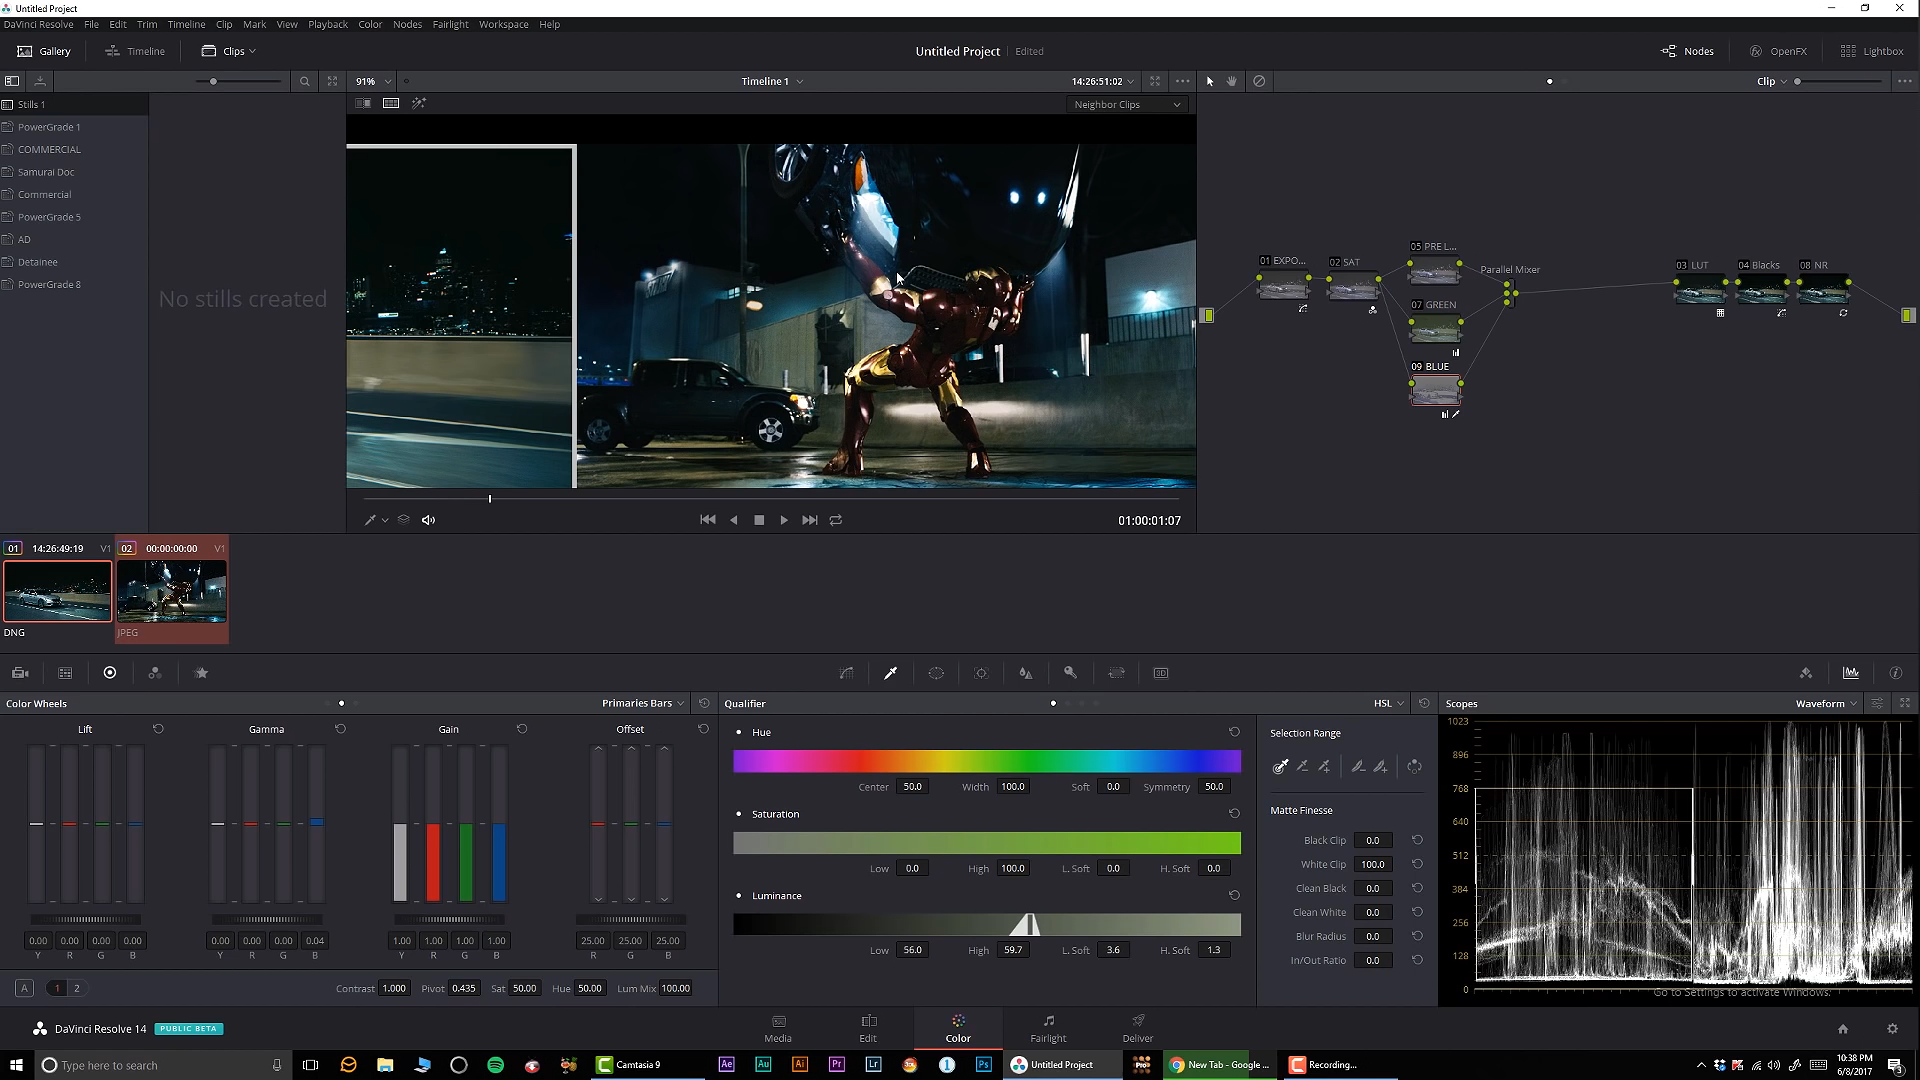 Untitled Project
DaVinci Resolve File Edit Trim Timeline Clip Mark View Playback Color Nodes Fairlight Workspace Help
Gallery Timeline Clips Untitled Project Edited Nodes OpenFX Lightbox
91% Timeline 1 14:26:51:02 Clip
Stills 1
Neighbor Clips
PowerGrade 1
COMMERCIAL
Samurai Doc
Commercial
PowerGrade 5
AD
Detainee
PowerGrade 8
No stills created
05 PRE L...
01 EXPO... 02 SAT
Parallel Mixer
03 LUT 04 Blacks 08 NR
07 GREEN
09 BLUE
01:00:01:07
01 14:26:49:19 V1 02 00:00:00:00 V1
DNG JPEG
Color Wheels Primaries Bars Qualifier HSL Scopes Waveform
Lift Gamma Gain Offset
Hue
Center 50.0 Width 100.0 Soft 0.0 Symmetry 50.0
Saturation
Low 0.0 High 100.0 L. Soft 0.0 H. Soft 0.0
Luminance
Low 56.0 High 59.7 L. Soft 3.6 H. Soft 1.3
Selection Range
Matte Finesse
Black Clip 0.0
White Clip 100.0
Clean Black 0.0
Clean White 0.0
Blur Radius 0.0
In/Out Ratio 0.0
1023
896
768
640
512
384
256
128
0
0.00 0.00 0.00 0.00 0.00 0.00 0.00 0.04 1.00 1.00 1.00 1.00 25.00 25.00 25.00
Y R G B Y R G B Y R G B R G B
A 1 2 Contrast 1.000 Pivot 0.435 Sat 50.00 Hue 50.00 Lum Mix 100.00
Go to Settings to activate Windows.
DaVinci Resolve 14 PUBLIC BETA
Media Edit Color Fairlight Deliver
Type here to search
Camtasia 9
Ae Au Ai Pr Lr Ps
Untitled Project
New Tab - Google ...
Recording...
10:38 PM
6/8/2017
3